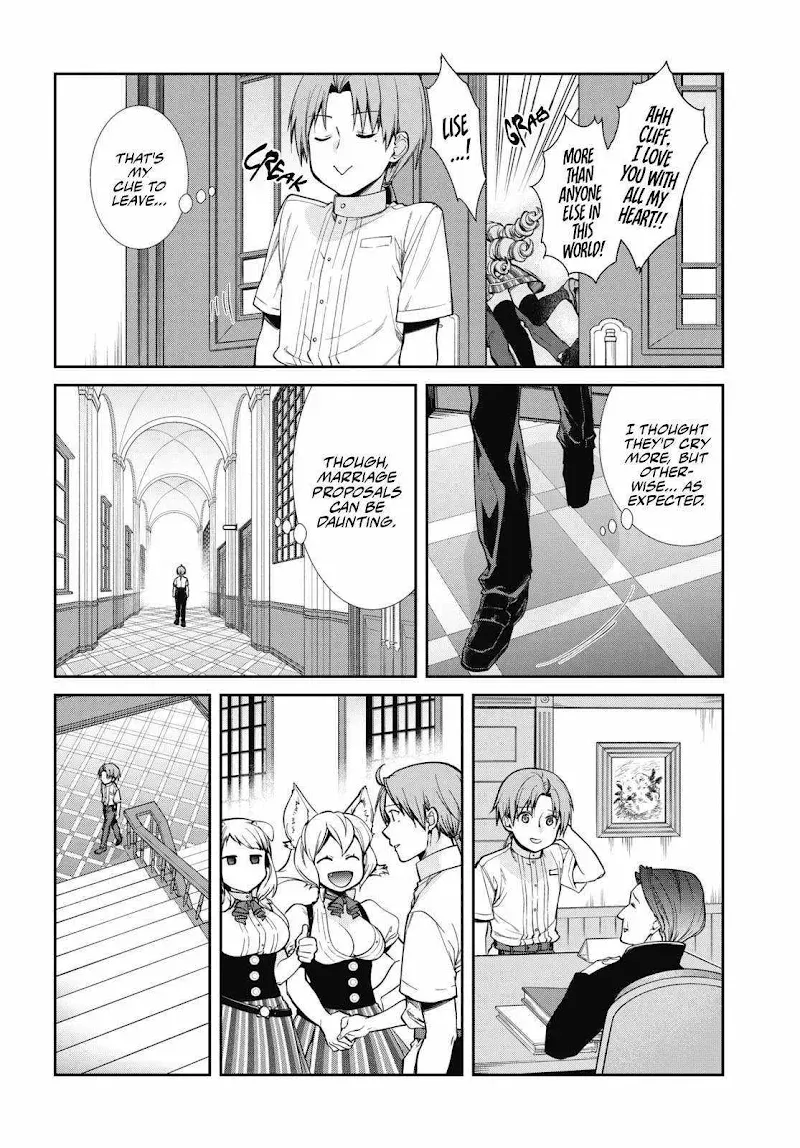 AHH
CLIFF.
I LOVE
YOU WITH
ALL MY
HEART!!
MORE
THAN
ANYONE
ELSE IN
THIS
WORLD!
GRAB
LISE
...!
CREAK
THAT'S
MY
CUE TO
LEAVE...
I THOUGHT
THEY'D CRY
MORE, BUT
OTHER-
WISE... AS
EXPECTED.
THOUGH,
MARRIAGE
PROPOSALS
CAN BE
DAUNTING.